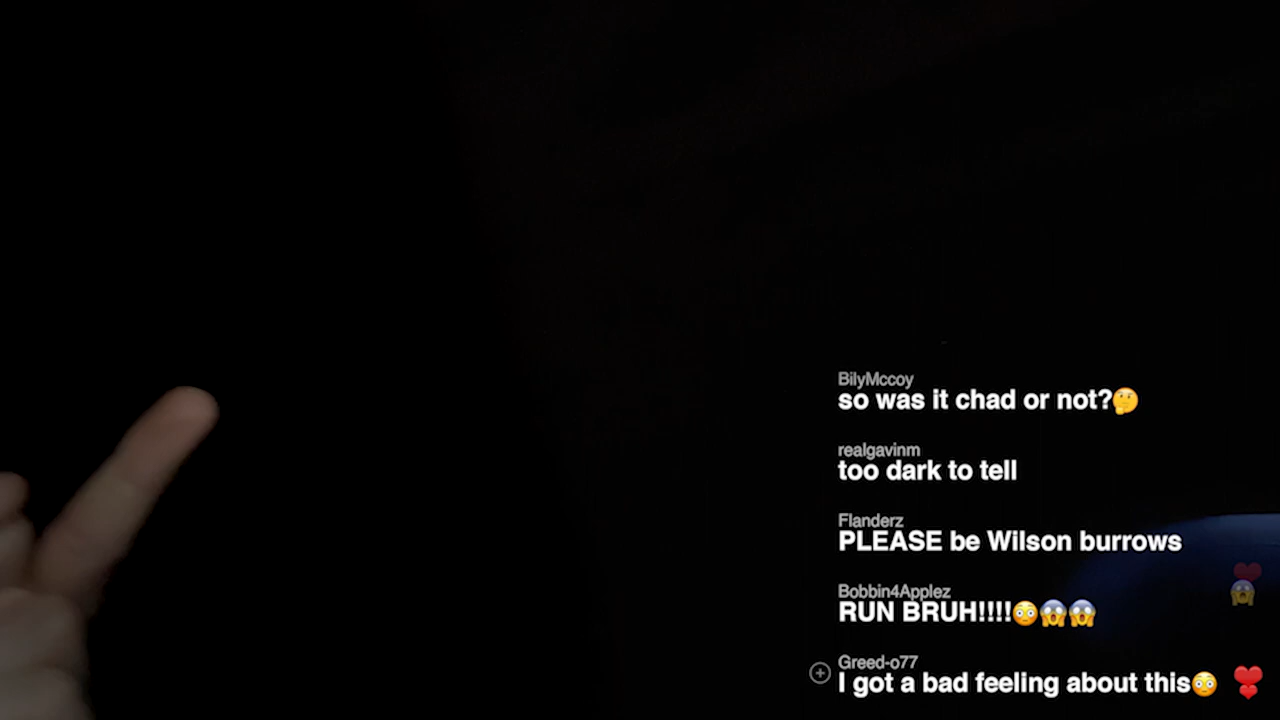 BilyMccoy
so was it chad or not?🤔
realgavinm
too dark to tell
Flanderz
PLEASE be Wilson burrows
Bobbin4Applez
RUN BRUH!!!!😳😱😱
Greed-o77
I got a bad feeling about this😳